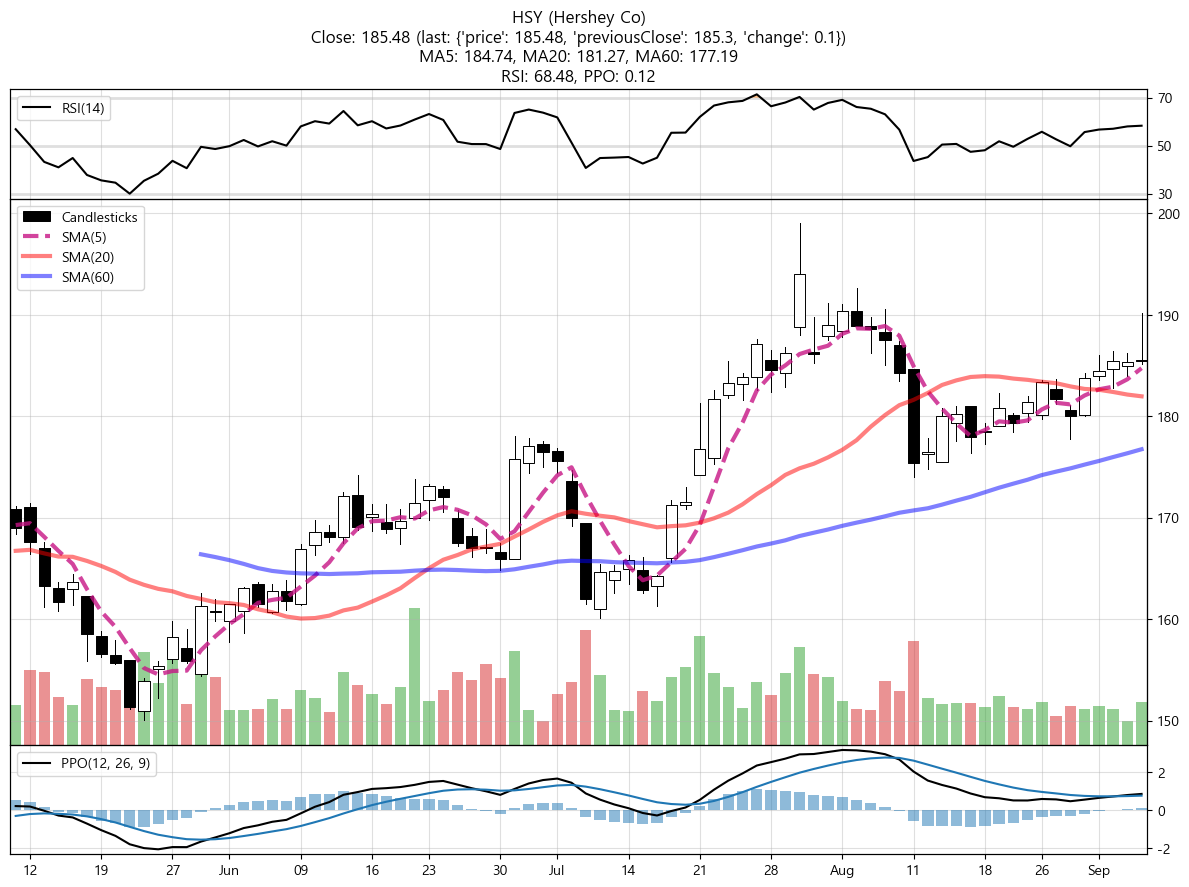 HSY (Hershey Co)
Close: 185.48 (last: {'price': 185.48, 'previousClose': 185.3, 'change': 0.1})
MA5: 184.74, MA20: 181.27, MA60: 177.19
RSI: 68.48, PPO: 0.12
RSI(14)
70
50
30
Candlesticks
SMA(5)
SMA(20)
SMA(60)
200
190
180
170
160
150
PPO(12, 26, 9)
2
0
-2
12 19 27 Jun 09 16 23 Jul 14 21 28 Aug 11 18 26 Sep